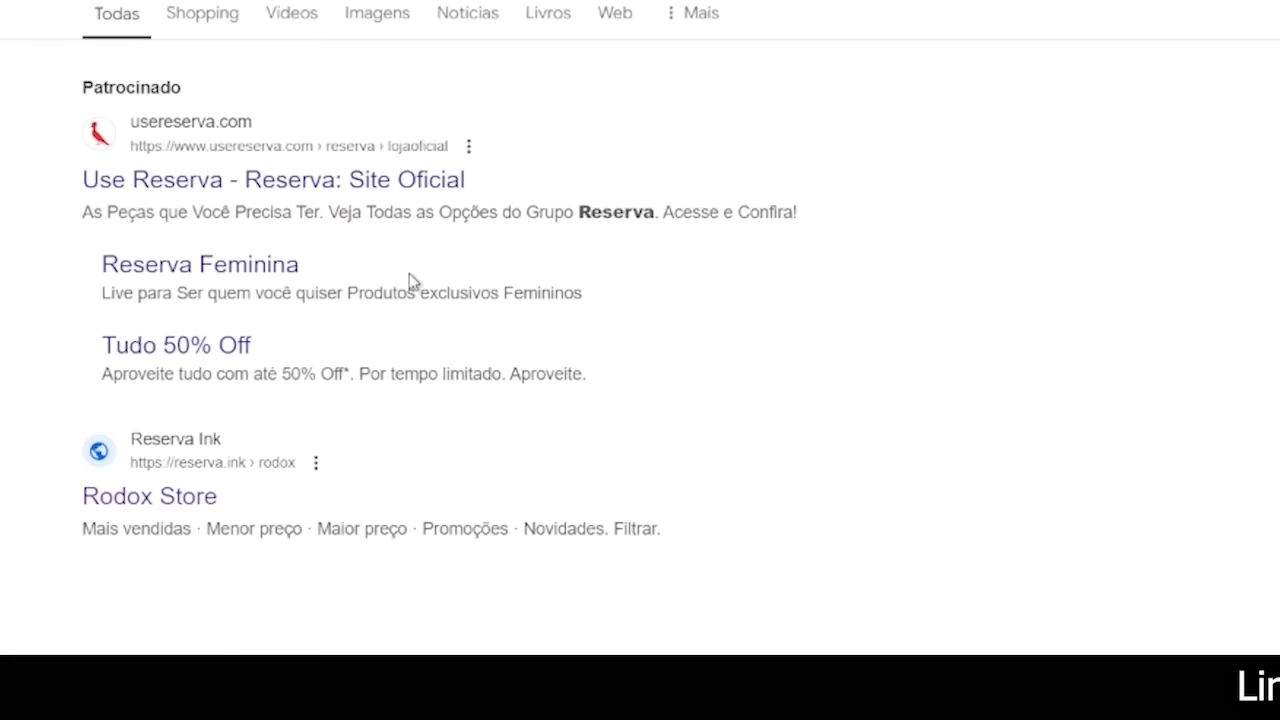 Todas Shopping Vídeos Imagens Notícias Livros Web Mais
Patrocinado
usereserva.com
https://www.usereserva.com › reserva › lojaoficial
Use Reserva - Reserva: Site Oficial
As Peças que Você Precisa Ter. Veja Todas as Opções do Grupo Reserva. Acesse e Confira!
Reserva Feminina
Live para Ser quem você quiser Produtos exclusivos Femininos
Tudo 50% Off
Aproveite tudo com até 50% Off*. Por tempo limitado. Aproveite.
Reserva Ink
https://reserva.ink › rodox
Rodox Store
Mais vendidas · Menor preço · Maior preço · Promoções · Novidades. Filtrar.